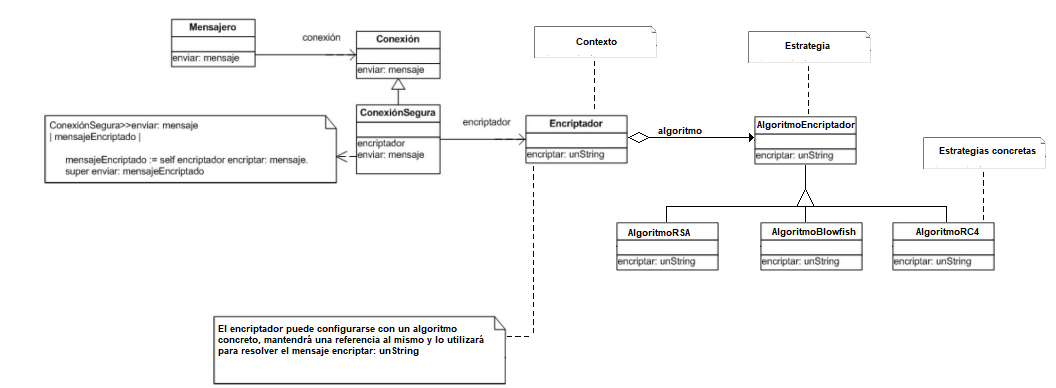 Mensajero
enviar: mensaje
conexión
Conexión
enviar: mensaje
Contexto
Estrategia
ConexiónSegura
encriptador
enviar: mensaje
ConexiónSegura>>enviar: mensaje
| mensajeEncriptado |
mensajeEncriptado := self encriptador encriptar: mensaje.
super enviar: mensajeEncriptado
encriptador
Encriptador
encriptar: unString
algoritmo
AlgoritmoEncriptador
encriptar: unString
Estrategias concretas
AlgoritmoRSA
encriptar: unString
AlgoritmoBlowfish
encriptar: unString
AlgoritmoRC4
encriptar: unString
El encriptador puede configurarse con un algoritmo
concreto, mantendrá una referencia al mismo y lo utilizará
para resolver el mensaje encriptar: unString